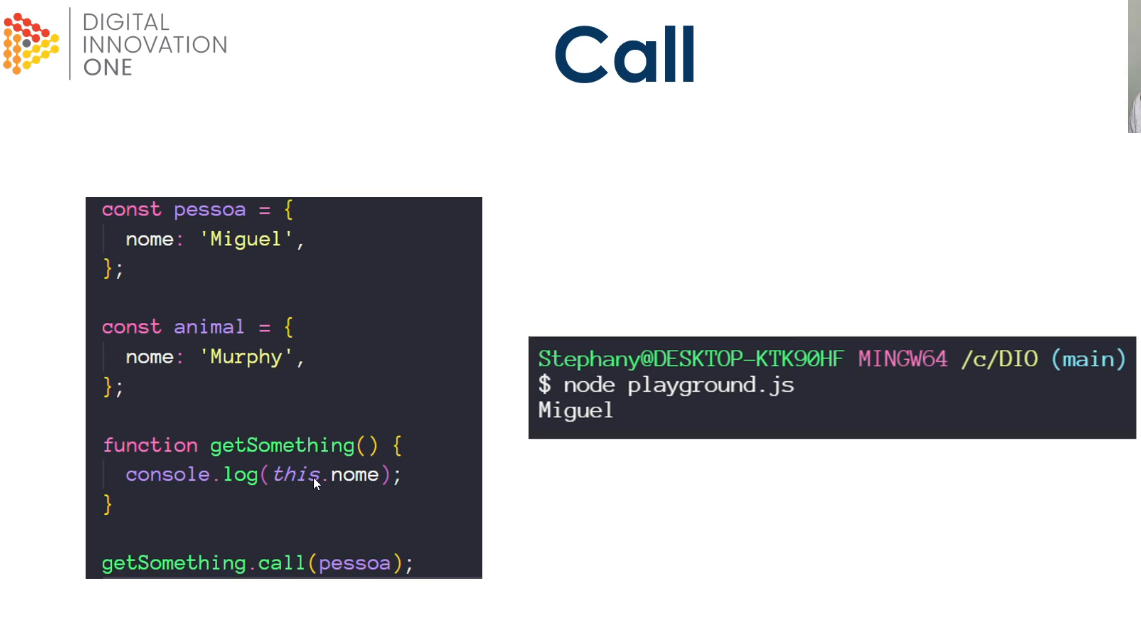 DIGITAL
INNOVATION
ONE
Call
const pessoa = {
nome: 'Miguel',
};
const animal = {
nome: 'Murphy',
};
function getSomething() {
console.log(this.nome);
}
getSomething.call(pessoa);
Stephany@DESKTOP-KTK90HF MINGW64 /c/DIO (main)
$ node playground.js
Miguel